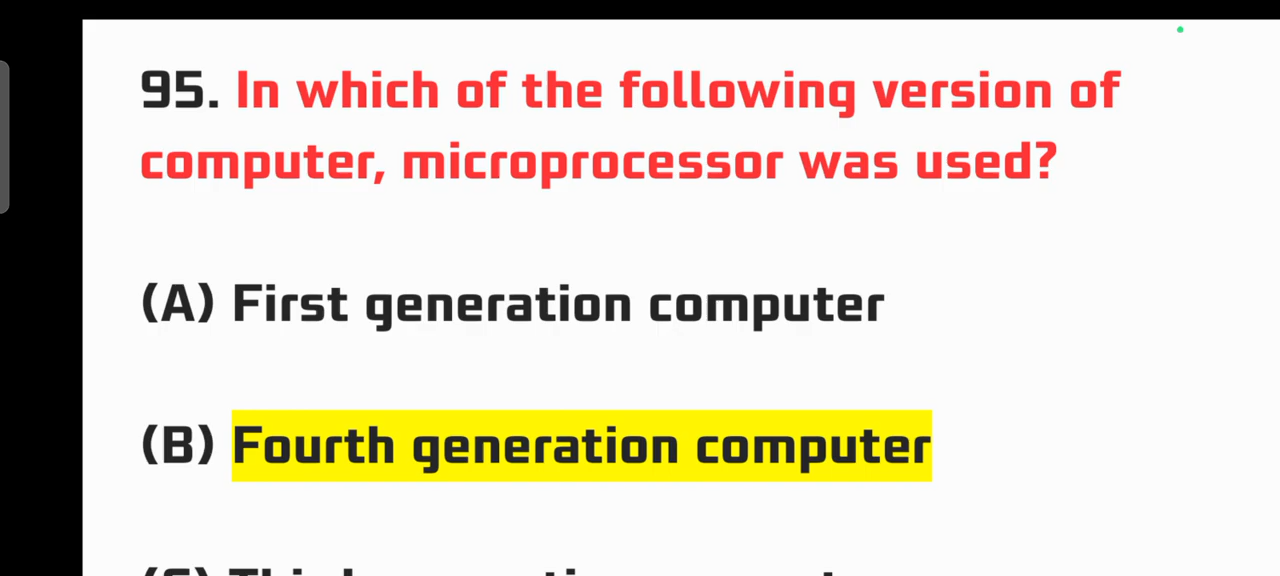 95. In which of the following version of
computer, microprocessor was used?
(A) First generation computer
(B) Fourth generation computer